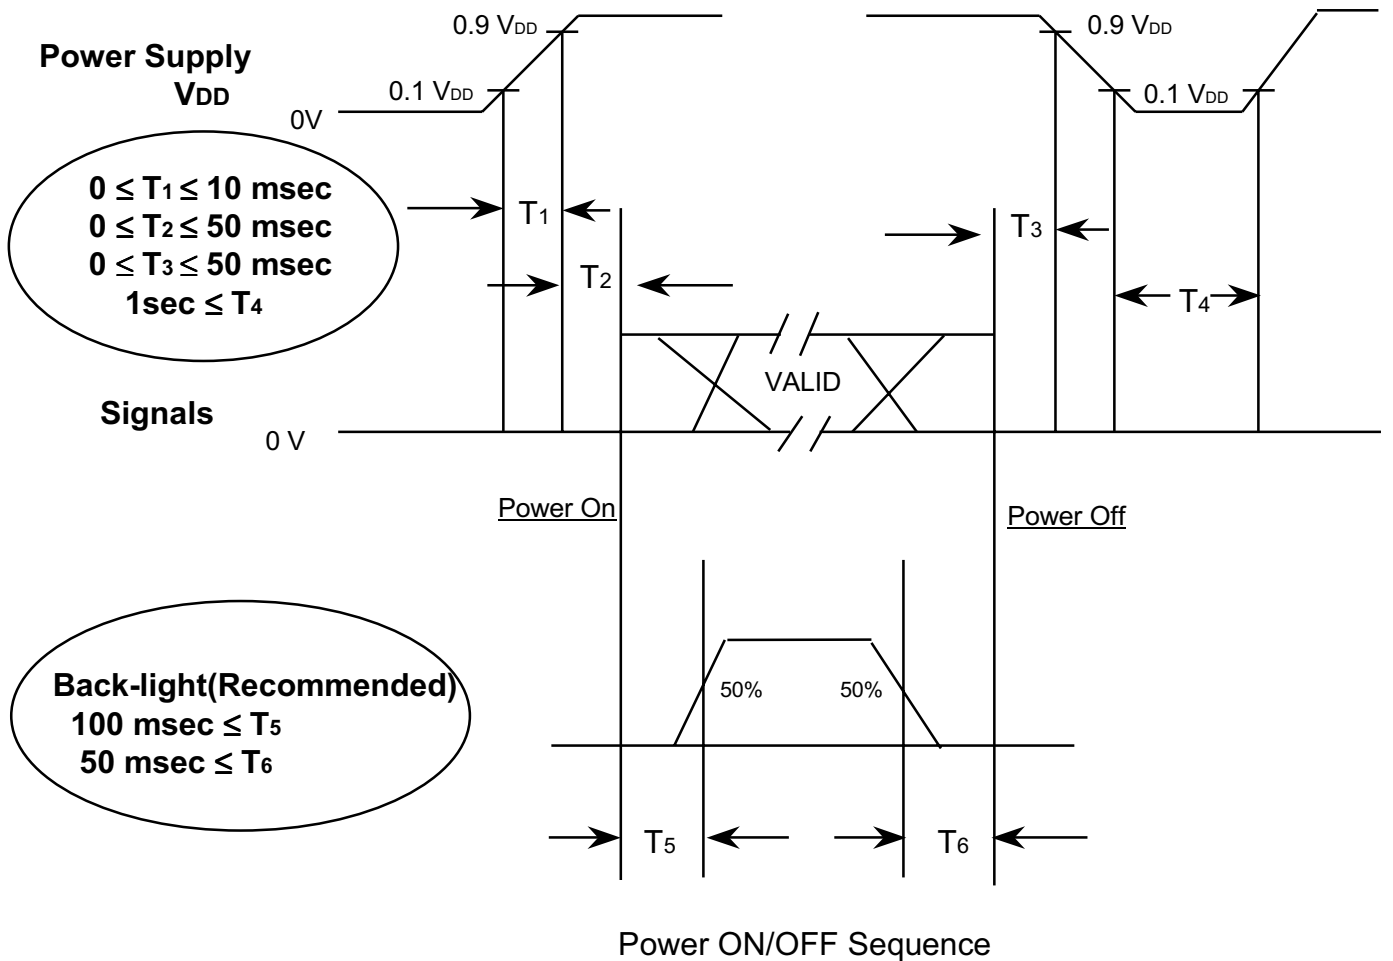 0.9 VDD
0.9 VDD
Power Supply
VDD
0.1 VDD
0.1 VDD
0V
0 ≤ T1 ≤ 10 msec
0 ≤ T2 ≤ 50 msec
0 ≤ T3 ≤ 50 msec
1sec ≤ T4
T1
T3
T2
T4
VALID
Signals
0 V
Power On
Power Off
Back-light(Recommended)
100 msec ≤ T5
50 msec ≤ T6
50%
50%
T5
T6
Power ON/OFF Sequence